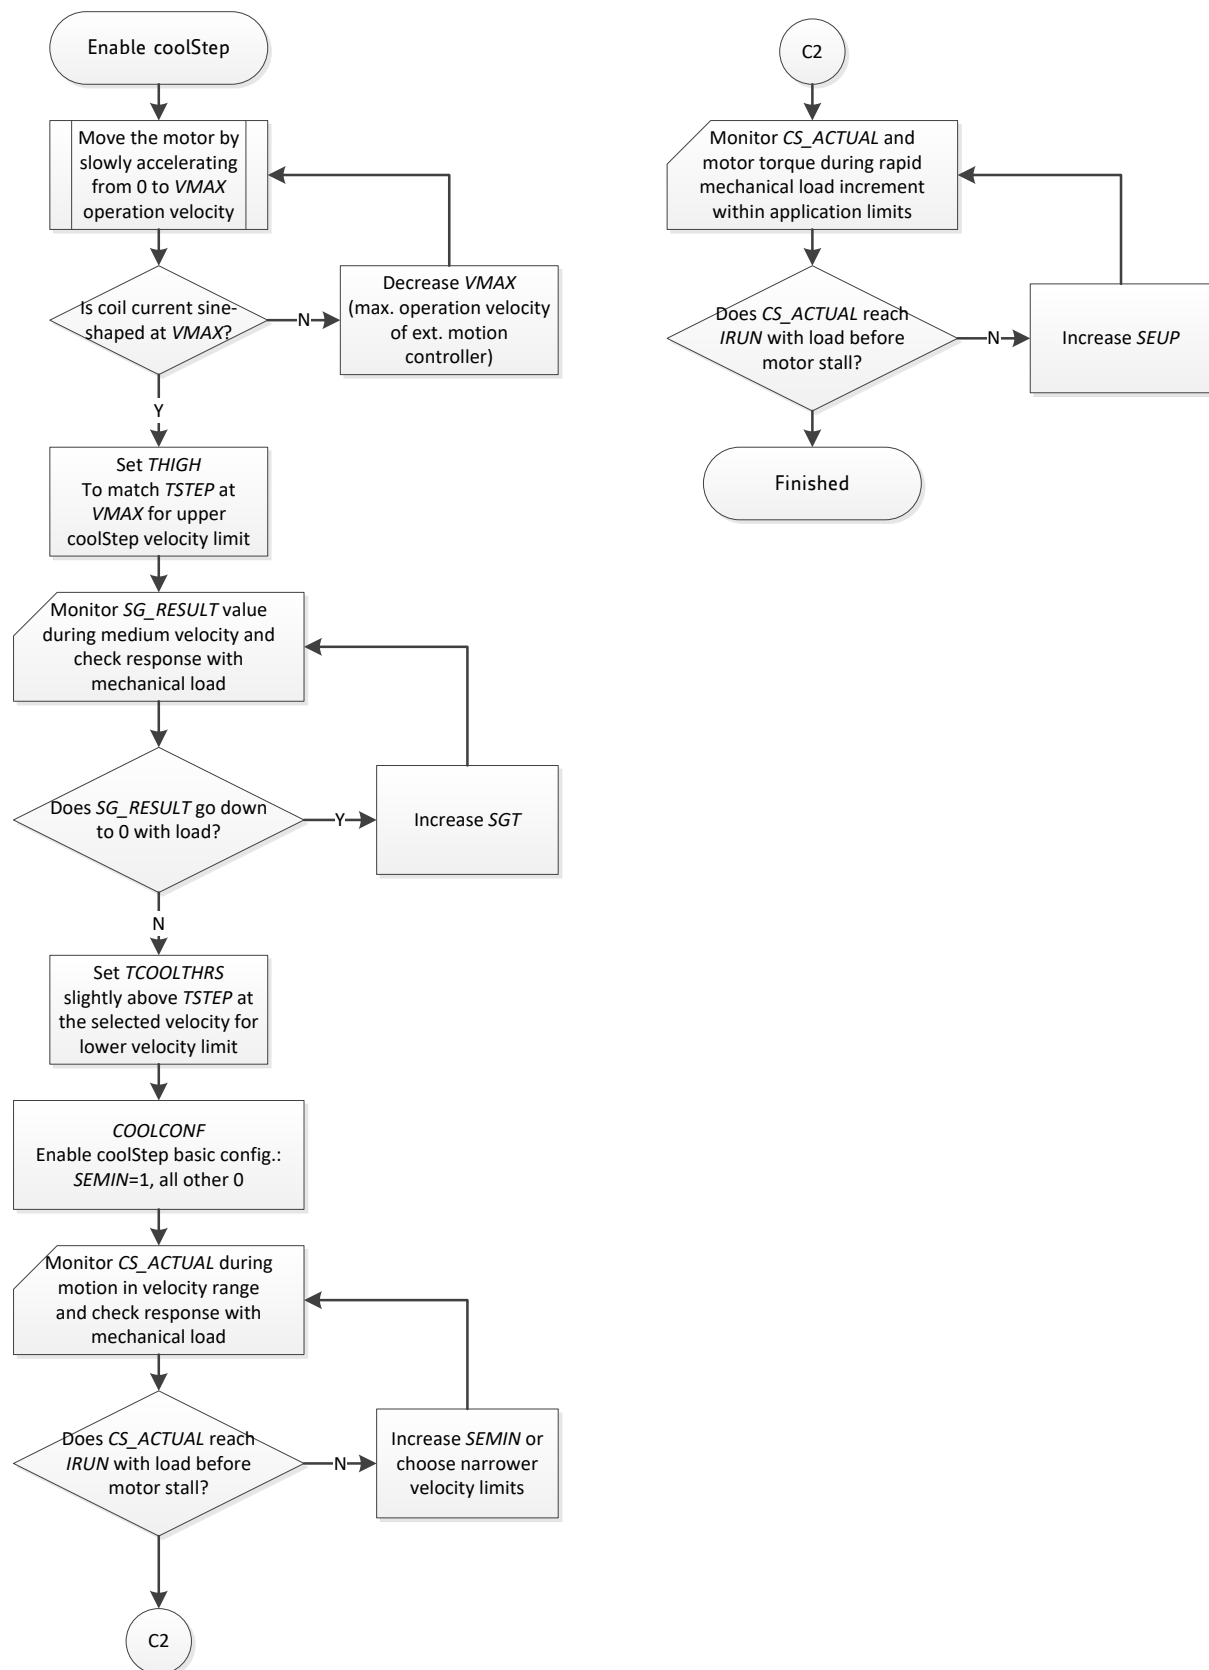 Enable coolStep
Move the motor by
slowly accelerating
from 0 to VMAX
operation velocity
Is coil current sine-
shaped at VMAX?
N
Decrease VMAX
(max. operation velocity
of ext. motion
controller)
Y
Set THIGH
To match TSTEP at
VMAX for upper
coolStep velocity limit
Monitor SG_RESULT value
during medium velocity and
check response with
mechanical load
Does SG_RESULT go down
to 0 with load?
Y
Increase SGT
N
Set TCOOLTHRS
slightly above TSTEP at
the selected velocity for
lower velocity limit
COOLCONF
Enable coolStep basic config.:
SEMIN=1, all other 0
Monitor CS_ACTUAL during
motion in velocity range
and check response with
mechanical load
Does CS_ACTUAL reach
IRUN with load before
motor stall?
N
Increase SEMIN or
choose narrower
velocity limits
C2
C2
Monitor CS_ACTUAL and
motor torque during rapid
mechanical load increment
within application limits
Does CS_ACTUAL reach
IRUN with load before
motor stall?
N
Increase SEUP
Finished